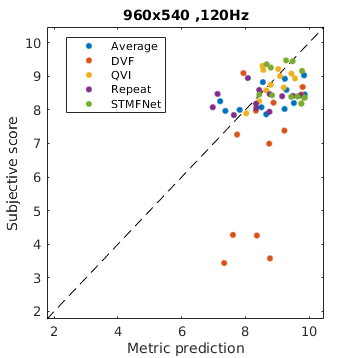 960x540 ,120Hz
Average
DVF
QVI
Repeat
STMFNet
Subjective score
10
9
8
7
6
5
4
3
2
2
4
6
8
10
Metric prediction